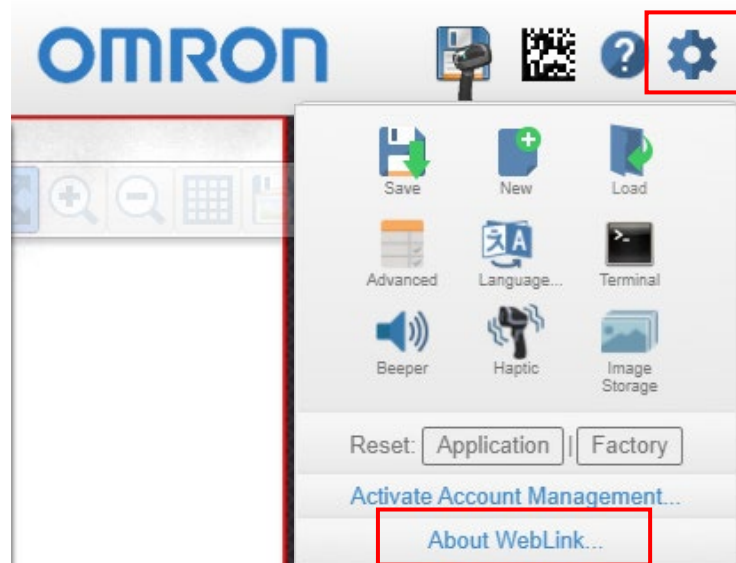 OMRON
Save New Load
Advanced Language... Terminal
Beeper Haptic Image
Storage
Reset: Application | Factory
Activate Account Management...
About WebLink...